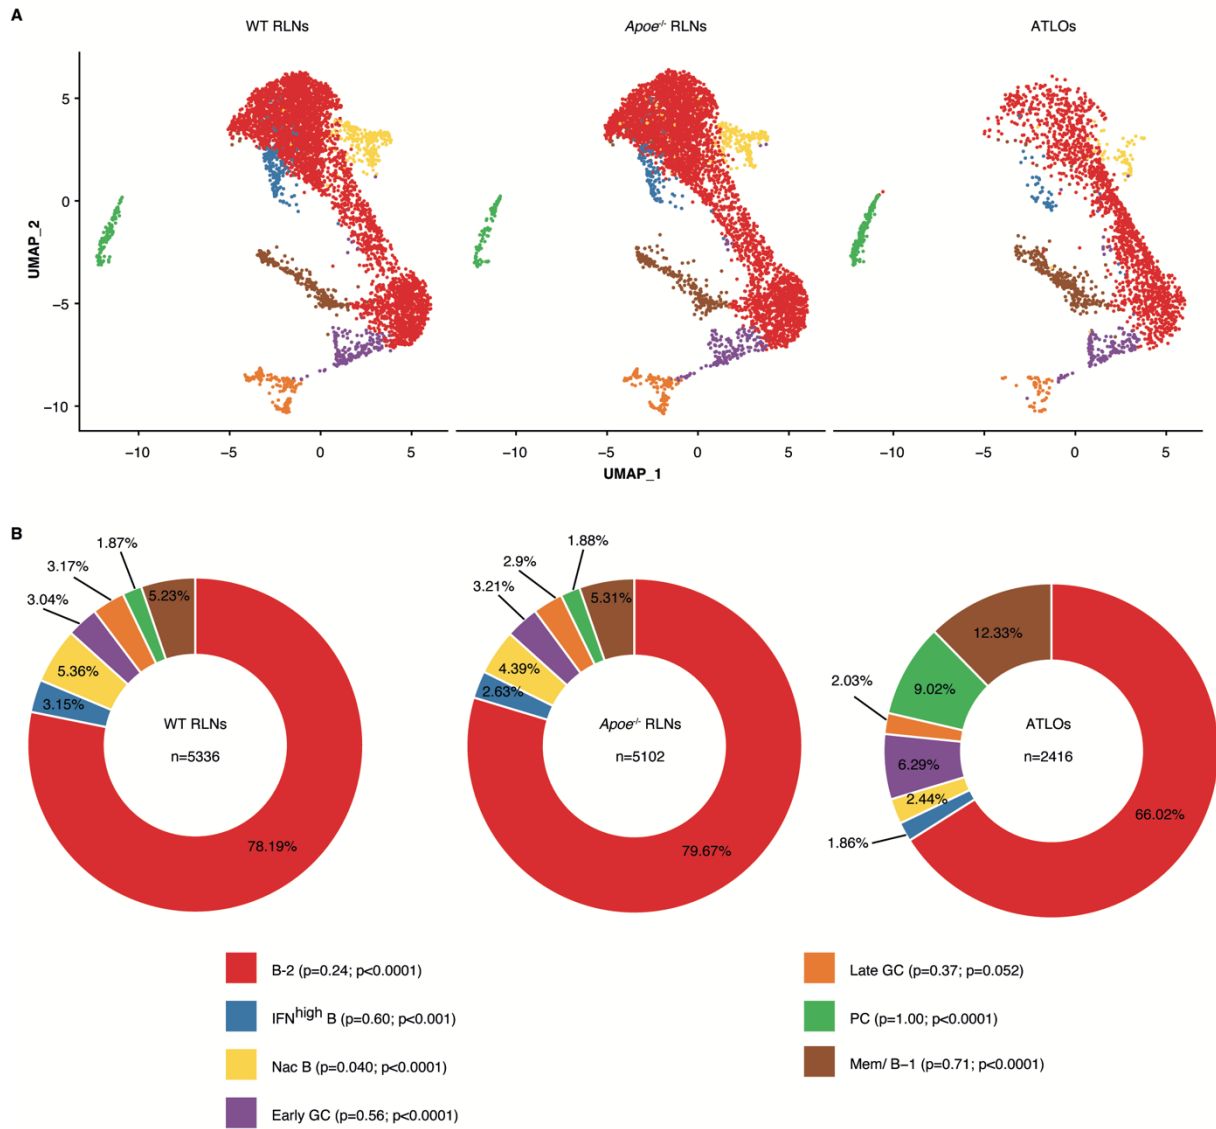 A
WT RLNs
Apoe-/- RLNs
ATLOs
UMAP_2
5
0
−5
−10
−10
−5
0
5
−10
−5
0
5
−10
−5
0
5
UMAP_1
B
1.87%
3.17%
3.04%
5.23%
5.36%
3.15%
WT RLNs
n=5336
78.19%
1.88%
2.9%
3.21%
5.31%
4.39%
2.63%
Apoe-/- RLNs
n=5102
79.67%
12.33%
9.02%
2.03%
6.29%
2.44%
1.86%
ATLOs
n=2416
66.02%
B-2 (p=0.24; p<0.0001)
IFNhigh B (p=0.60; p<0.001)
Nac B (p=0.040; p<0.0001)
Early GC (p=0.56; p<0.0001)
Late GC (p=0.37; p=0.052)
PC (p=1.00; p<0.0001)
Mem/ B−1 (p=0.71; p<0.0001)